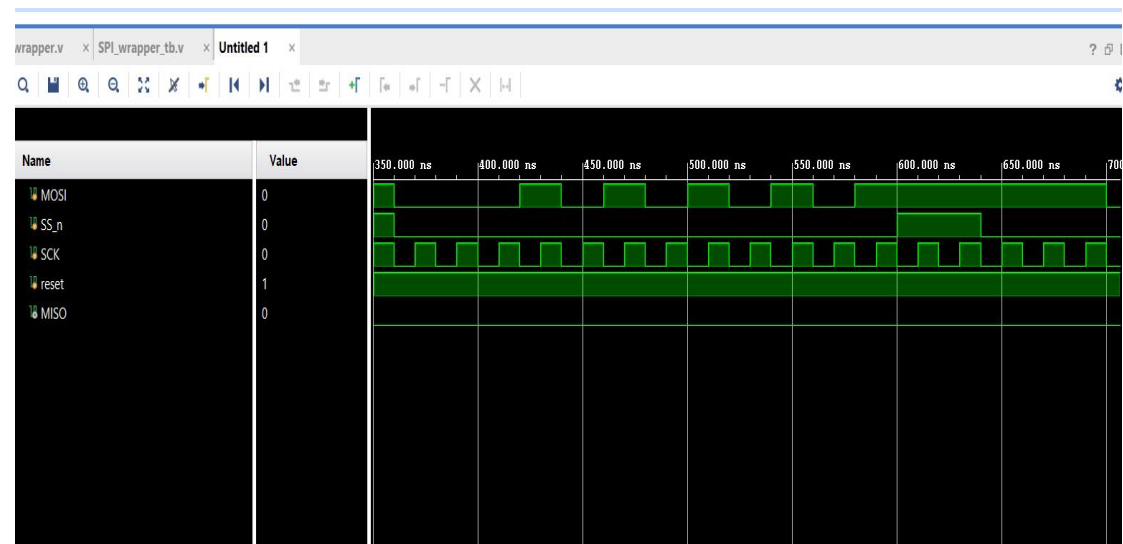 wrapper.v × SPI_wrapper_tb.v × Untitled 1 ×
?
Name Value
350.000 ns 400.000 ns 450.000 ns 500.000 ns 550.000 ns 600.000 ns 650.000 ns 700
MOSI 0
SS_n 0
SCK 0
reset 1
MISO 0